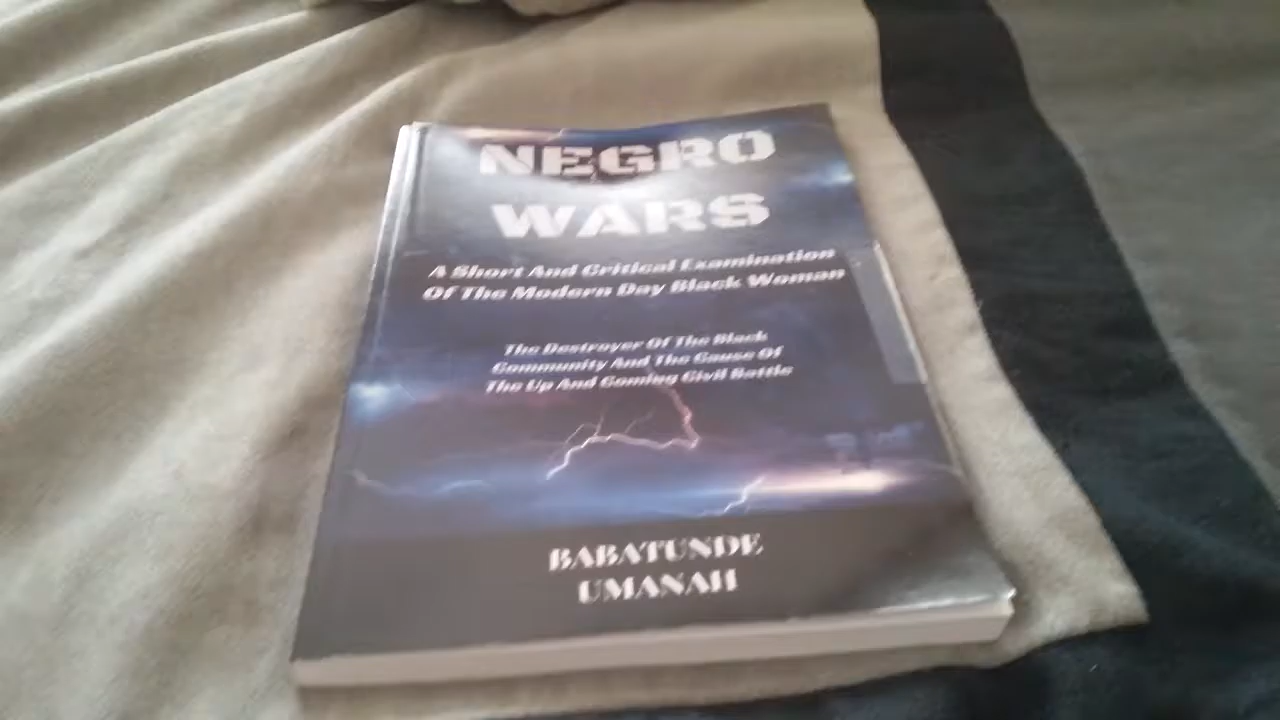 NEGRO
WARS
A Short And Critical Examination
Of The Modern Day Black Woman
The Destroyer Of The Black
Community And The Cause Of
The Up And Coming Civil Battle
BABATUNDE
UMANAH